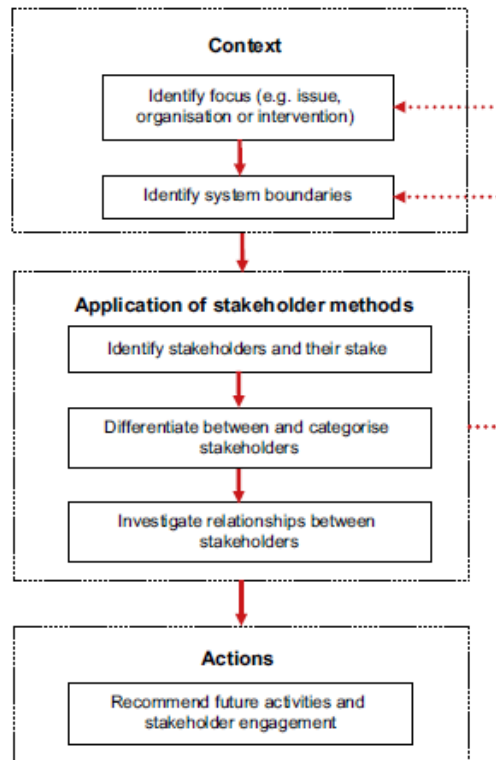 Context
Identify focus (e.g. issue,
organisation or intervention)
Identify system boundaries
Application of stakeholder methods
Identify stakeholders and their stake
Differentiate between and categorise
stakeholders
Investigate relationships between
stakeholders
Actions
Recommend future activities and
stakeholder engagement